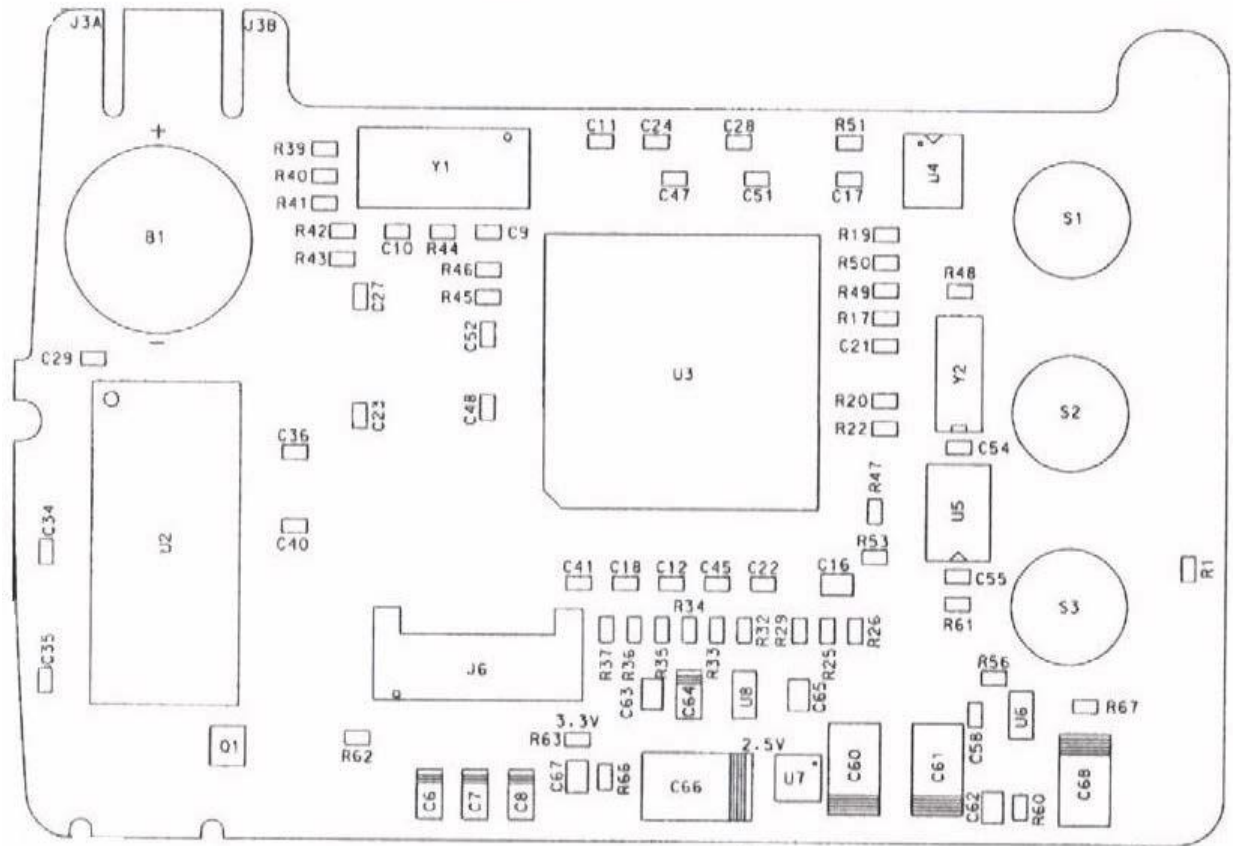 J3A
J3B
+
B1
−
R39
R40
R41
R42
R43
Y1
C10
R44
C9
R46
R45
C27
C52
C23
C48
C11
C24
C28
R51
C47
C51
C17
U4
S1
R19
R50
R49
R17
C21
R20
R22
R48
Y2
C54
S2
U3
C29
U2
C36
C40
C34
C35
R47
R53
U5
C55
R61
S3
R1
C41
C18
C12
C45
C22
C16
R34
R37
R36
R35
R33
R32
R29
R25
R26
J6
C63
C64
U8
C65
R56
U6
R67
C58
Q1
R62
3.3V
R63
C67
R66
2.5V
C66
U7
C60
C61
C62
R60
C68
C6
C7
C8